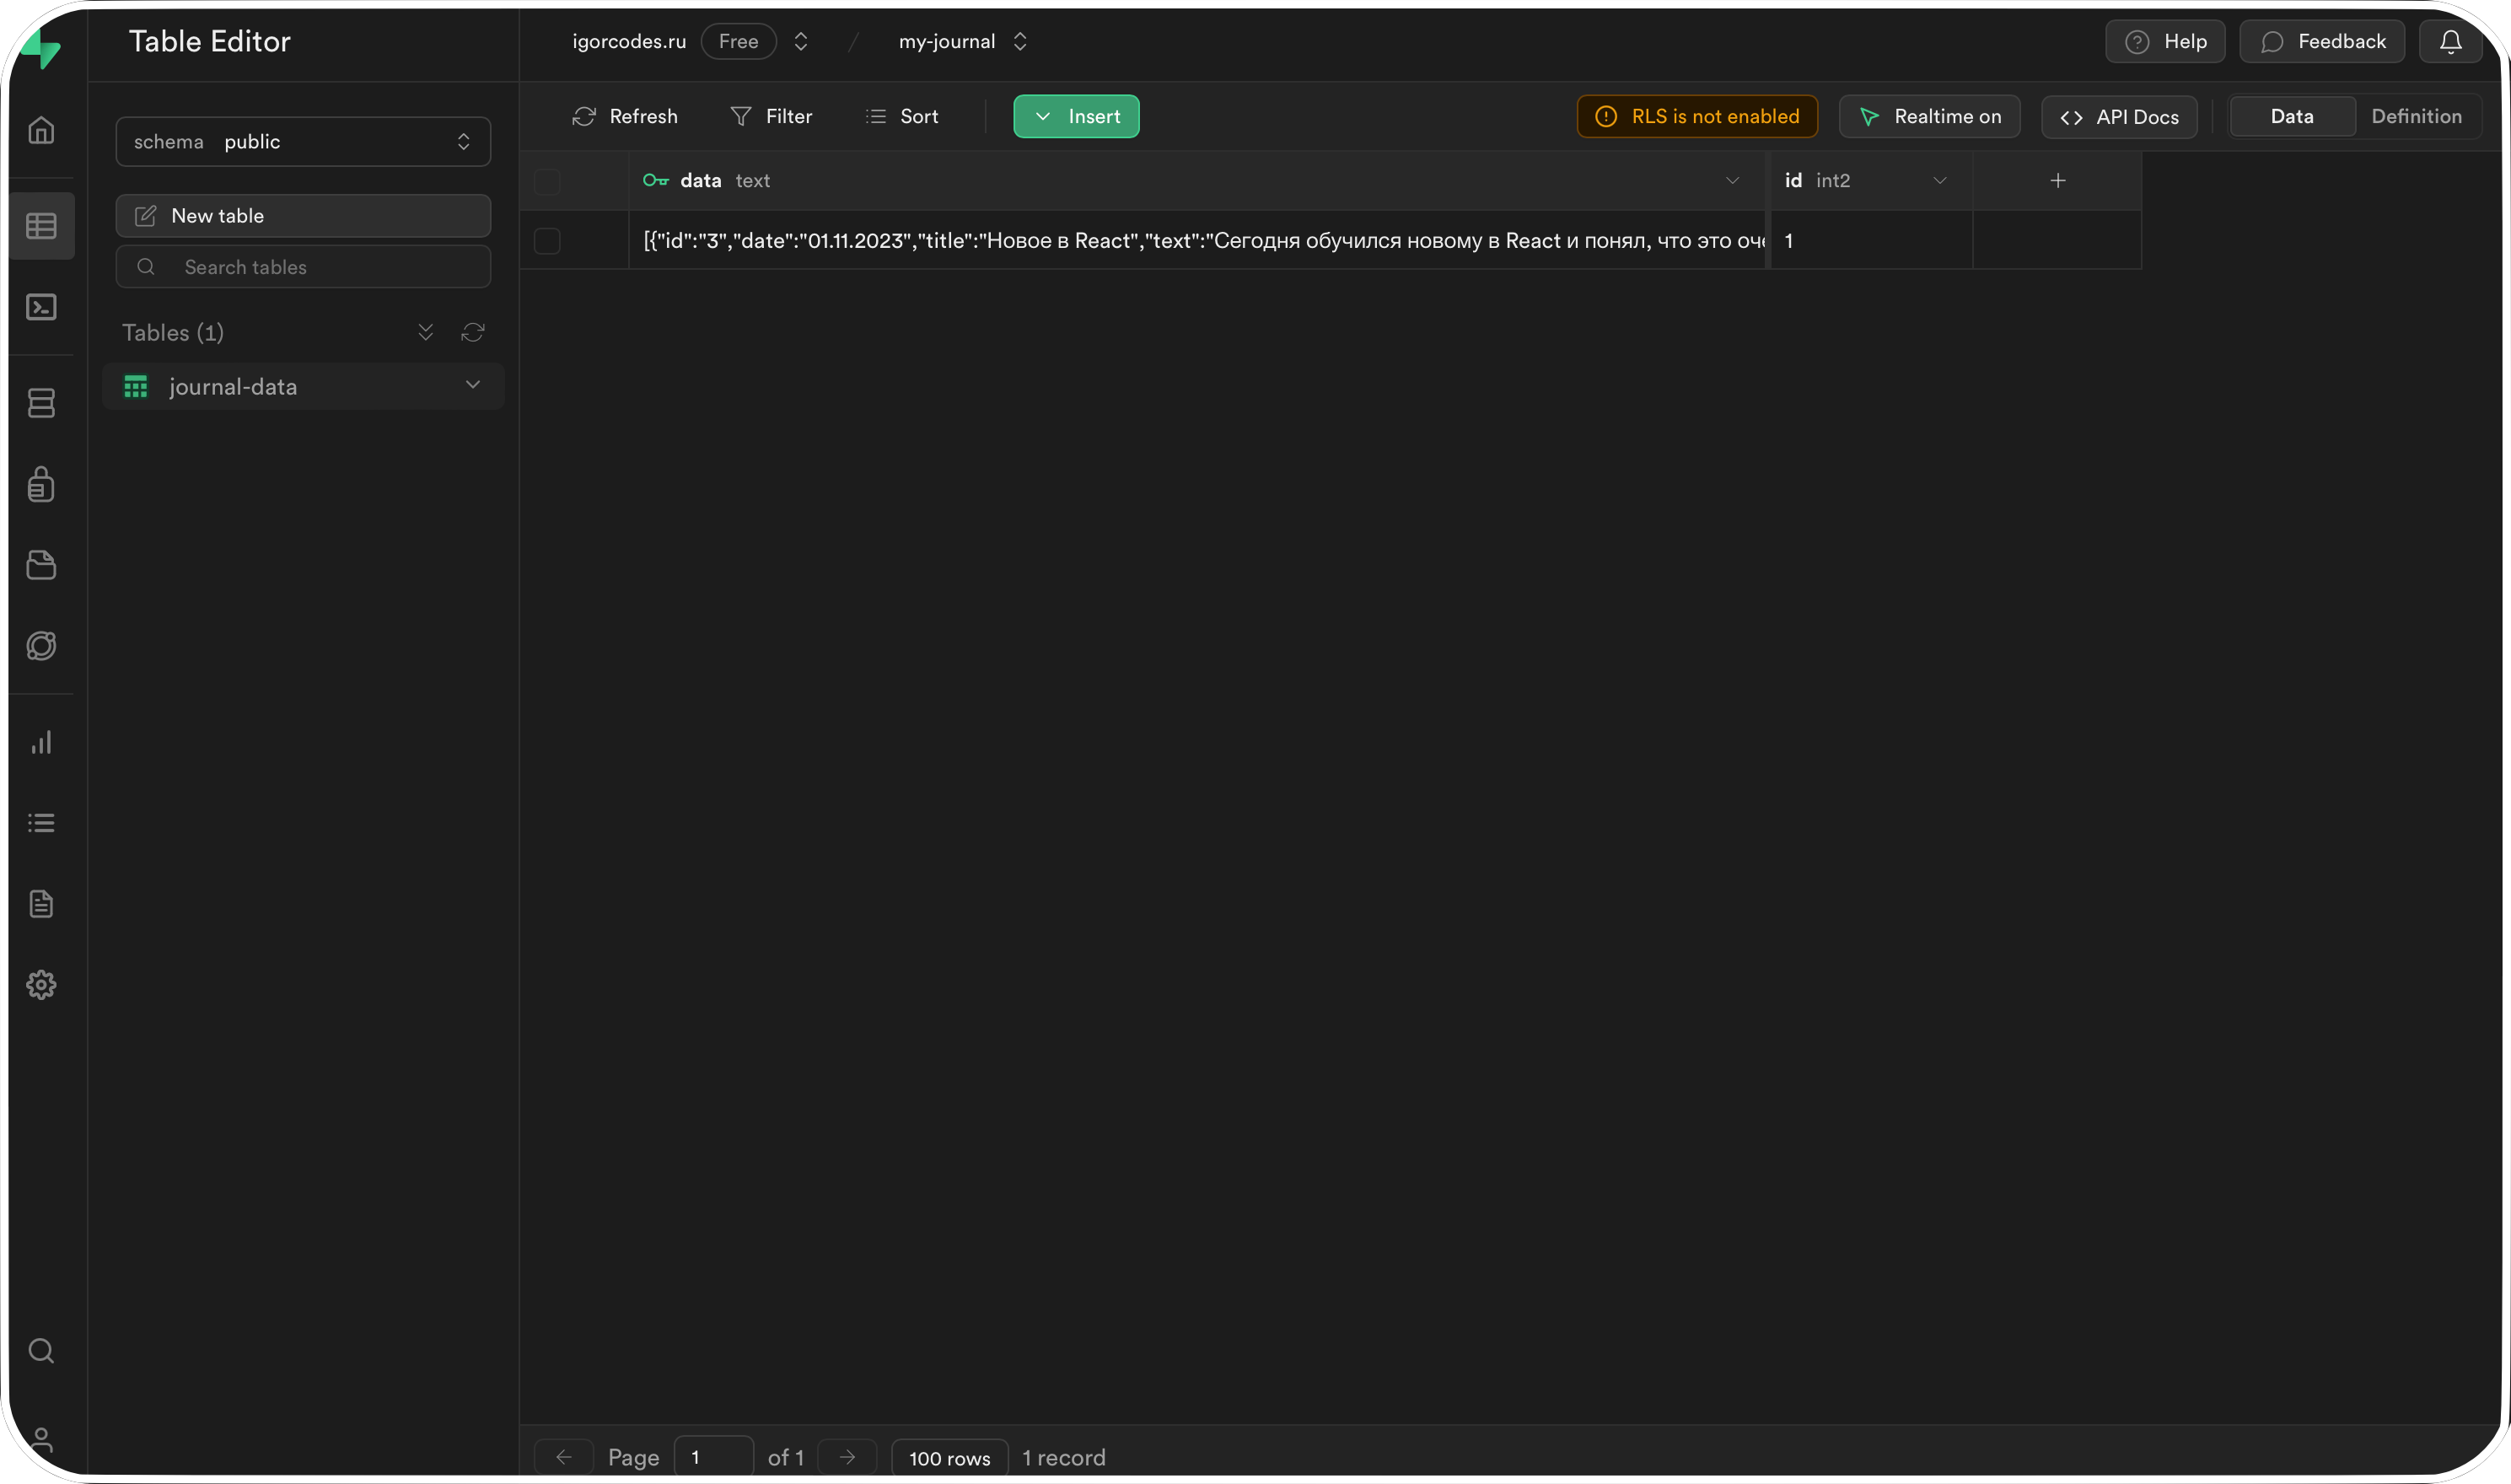 Table Editor
igorcodes.ru Free / my-journal
Help Feedback
schema public
New table
Search tables
Tables (1)
journal-data
Refresh Filter Sort Insert RLS is not enabled Realtime on <> API Docs Data Definition
data text id int2 +
[{"id":"3","date":"01.11.2023","title":"Новое в React","text":"Сегодня обучился новому в React и понял, что это 1
Page 1 of 1 100 rows 1 record